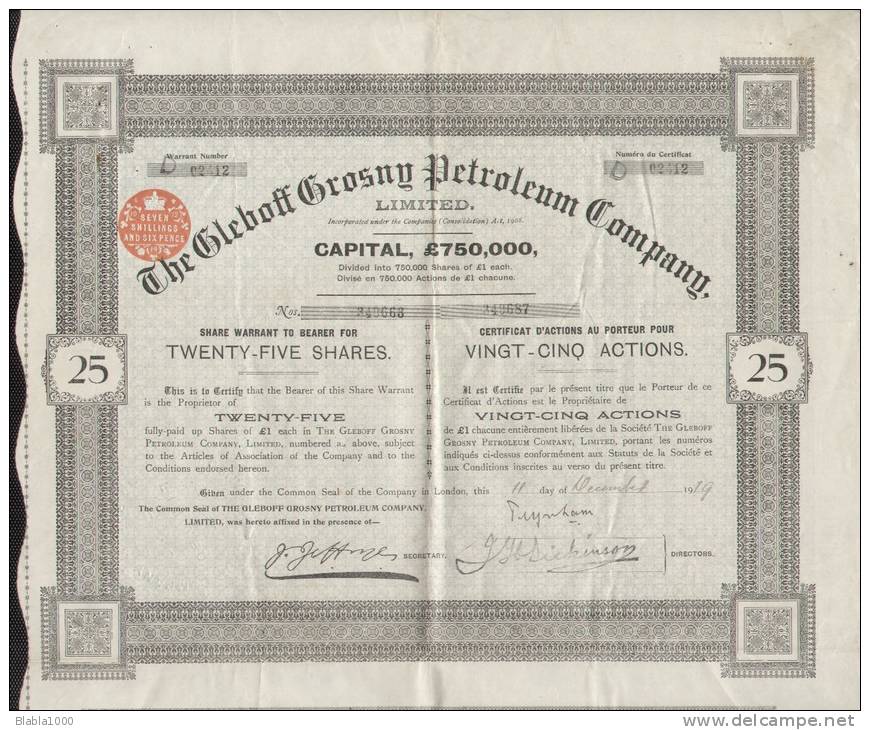 Warrant Number
D 02412
Numéro du Certificat
D 02412
The Gleboff Grosny Petroleum Company,
LIMITED.
Incorporated under the Companies (Consolidation) Act, 1908.
SEVEN
SHILLINGS
AND SIX PENCE
CAPITAL, £750,000,
Divided into 750,000 Shares of £1 each.
Divisé en 750,000 Actions de £1 chacune.
Nos. 349663 349687
SHARE WARRANT TO BEARER FOR
TWENTY-FIVE SHARES.
This is to Certify that the Bearer of this Share Warrant
is the Proprietor of
TWENTY-FIVE
fully-paid up Shares of £1 each in THE GLEBOFF GROSNY
PETROLEUM COMPANY, LIMITED, numbered as above, subject
to the Articles of Association of the Company and to the
Conditions endorsed hereon.
CERTIFICAT D'ACTIONS AU PORTEUR POUR
VINGT-CINQ ACTIONS.
Il est Certifié par le présent titre que le Porteur de ce
Certificat d'Actions est le Propriétaire de
VINGT-CINQ ACTIONS
de £1 chacune entièrement libérées de la Société THE GLEBOFF
GROSNY PETROLEUM COMPANY, LIMITED, portant les numéros
indiqués ci-dessus conformément aux Statuts de la Société et
aux Conditions inscrites au verso du présent titre.
25
25
Given under the Common Seal of the Company in London, this 11 day of December 1919
The Common Seal of THE GLEBOFF GROSNY PETROLEUM COMPANY,
LIMITED, was hereto affixed in the presence of—
Teynham
SECRETARY.
DIRECTORS.
Blabla1000
www.delcampe.net